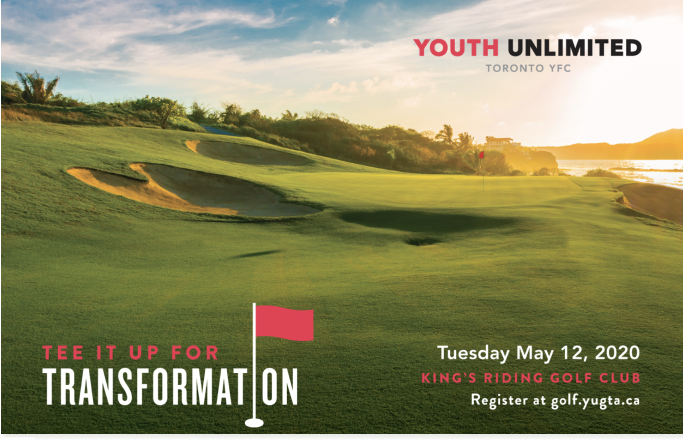 YOUTH UNLIMITED
TORONTO YFC
TEE IT UP FOR
TRANSFORMATION
Tuesday May 12, 2020
KING'S RIDING GOLF CLUB
Register at golf.yugta.ca